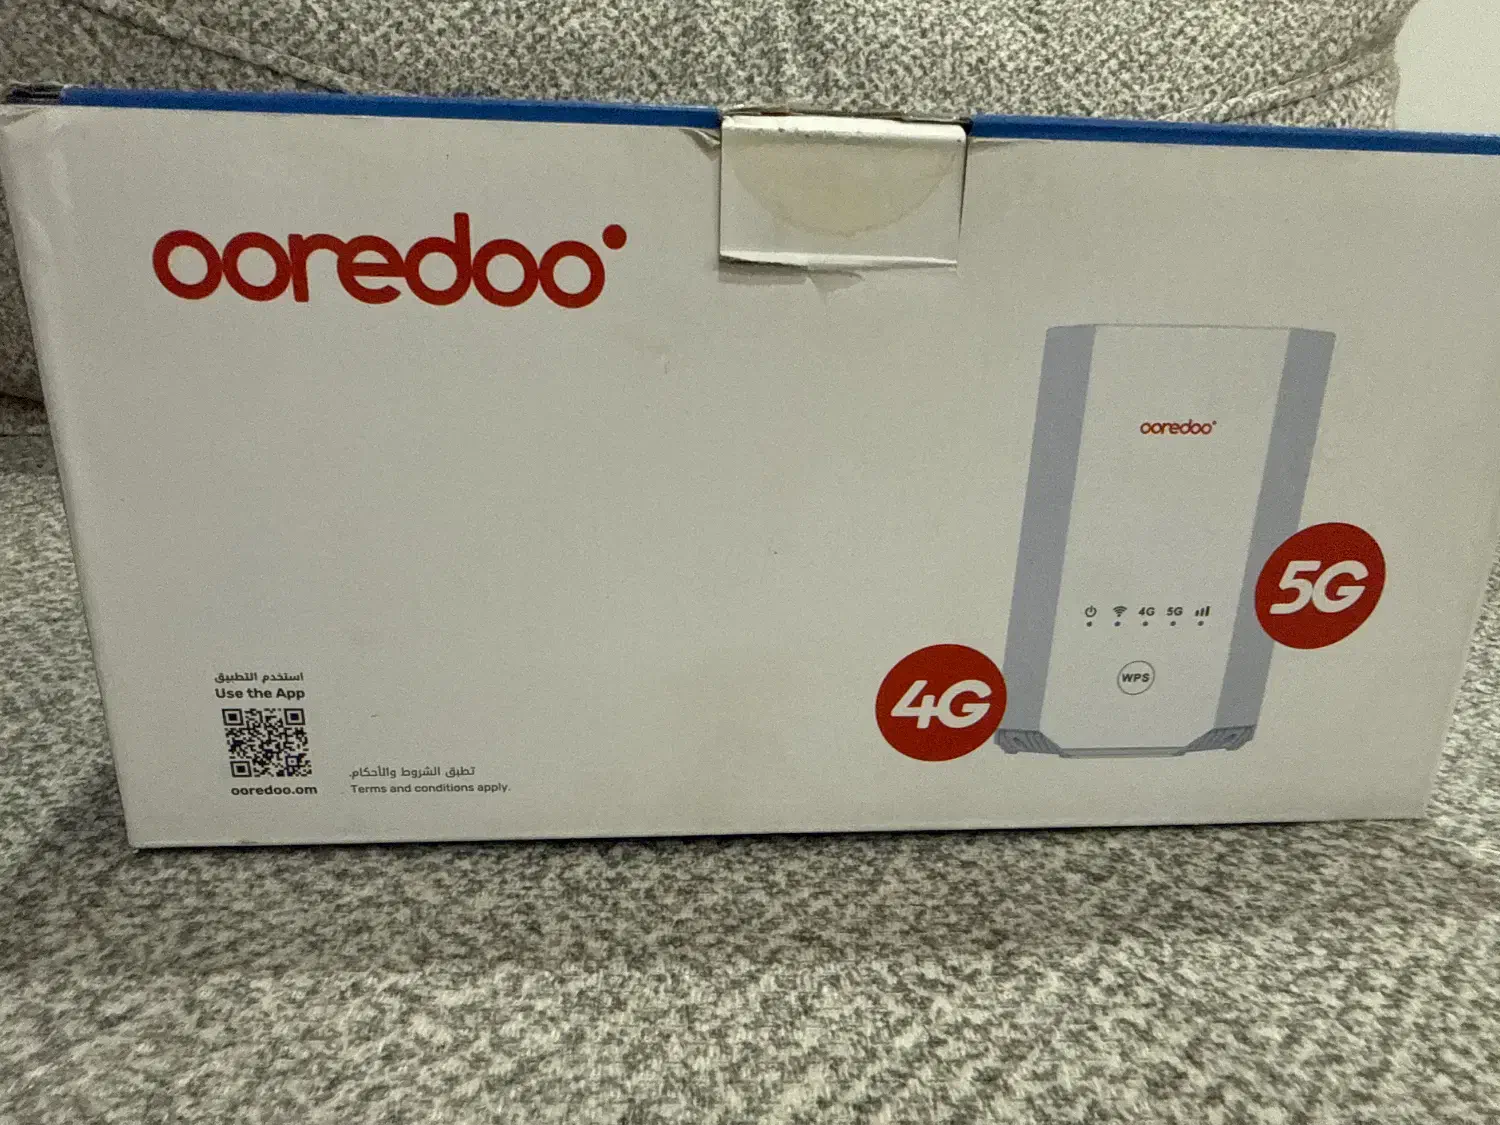 ooredoo
ooredoo
5G
4G 5G
WPS
4G
استخدم التطبيق
Use the App
ooredoo.om
تطبق الشروط والأحكام.
Terms and conditions apply.